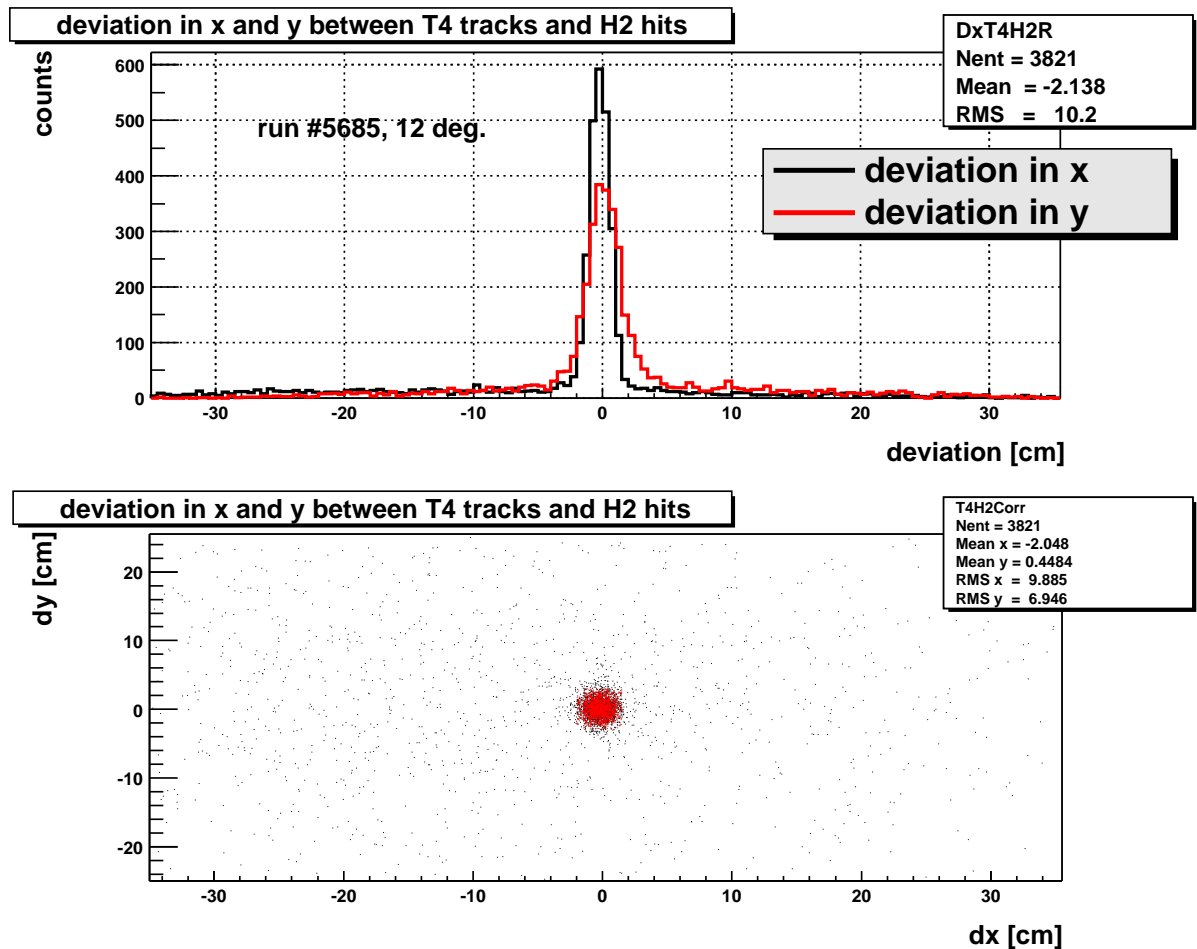 deviation in x and y between T4 tracks and H2 hits
DxT4H2R
Nent = 3821
Mean = -2.138
RMS = 10.2
counts
600
500
400
300
200
100
0
run #5685, 12 deg.
deviation in x
deviation in y
-30 -20 -10 0 10 20 30
deviation [cm]
deviation in x and y between T4 tracks and H2 hits
T4H2Corr
Nent = 3821
Mean x = -2.048
Mean y = 0.4484
RMS x = 9.885
RMS y = 6.946
dy [cm]
20
10
0
-10
-20
-30 -20 -10 0 10 20 30
dx [cm]